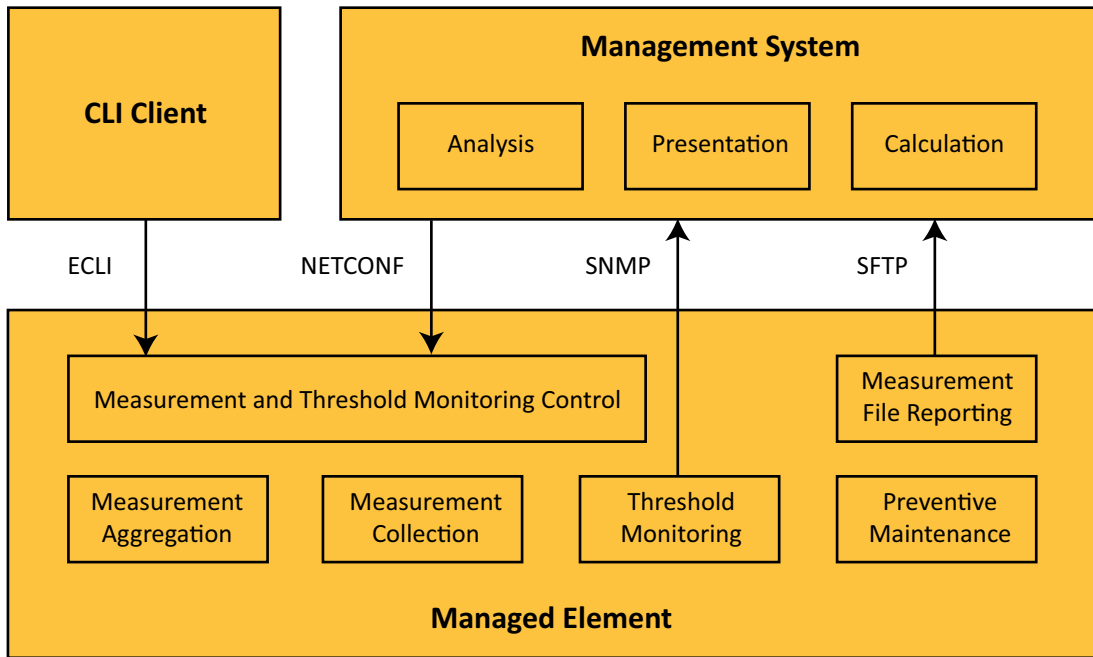 Management System
CLI Client
Analysis
Presentation
Calculation
ECLI
NETCONF
SNMP
SFTP
Measurement and Threshold Monitoring Control
Measurement
File Reporting
Measurement
Aggregation
Measurement
Collection
Threshold
Monitoring
Preventive
Maintenance
Managed Element